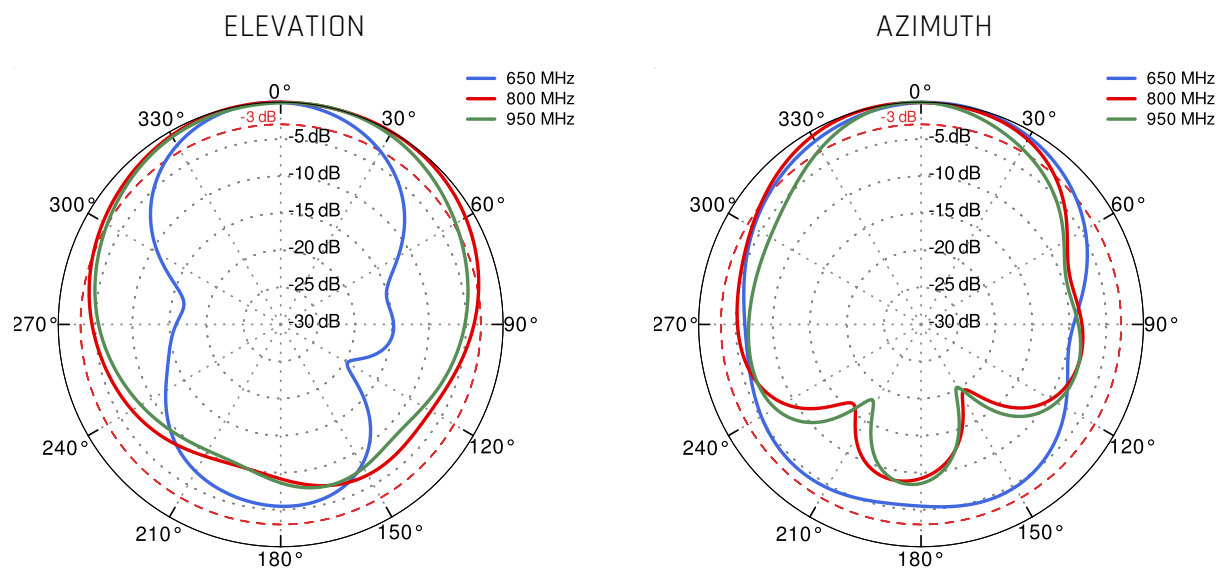 ELEVATION
650 MHz
800 MHz
950 MHz
0°
330°
30°
-3 dB
-5 dB
-10 dB
300°
60°
-15 dB
-20 dB
-25 dB
270°
-30 dB
90°
240°
120°
210°
150°
180°
AZIMUTH
650 MHz
800 MHz
950 MHz
0°
330°
30°
-3 dB
-5 dB
-10 dB
300°
60°
-15 dB
-20 dB
-25 dB
270°
-30 dB
90°
240°
120°
210°
150°
180°